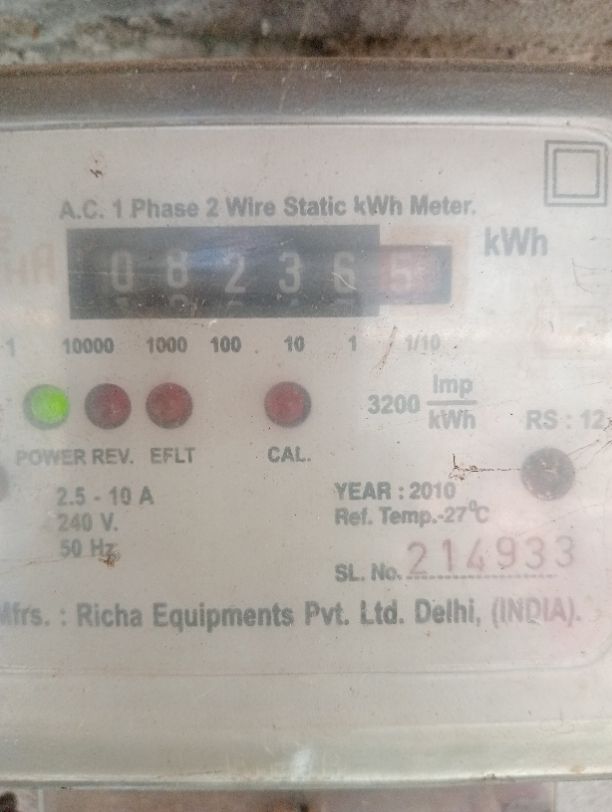 A.C. 1 Phase 2 Wire Static kWh Meter.
0 8 2 3 6 5 kWh
10000 1000 100 10 1 1/10
3200 Imp/kWh
RS : 12
POWER REV. EFLT CAL.
2.5 - 10 A
240 V.
50 Hz
YEAR : 2010
Ref. Temp.-27°C
SL. No. 214933
Mfrs. : Richa Equipments Pvt. Ltd. Delhi, (INDIA).